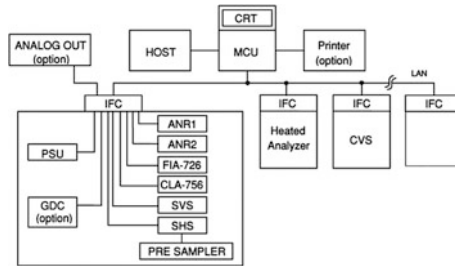 CRT
ANALOG OUT
(option)
HOST
MCU
Printer
(option)
LAN
IFC
IFC
IFC
IFC
ANR1
Heated
Analyzer
CVS
ANR2
PSU
FIA-726
CLA-756
GDC
(option)
SVS
SHS
PRE SAMPLER